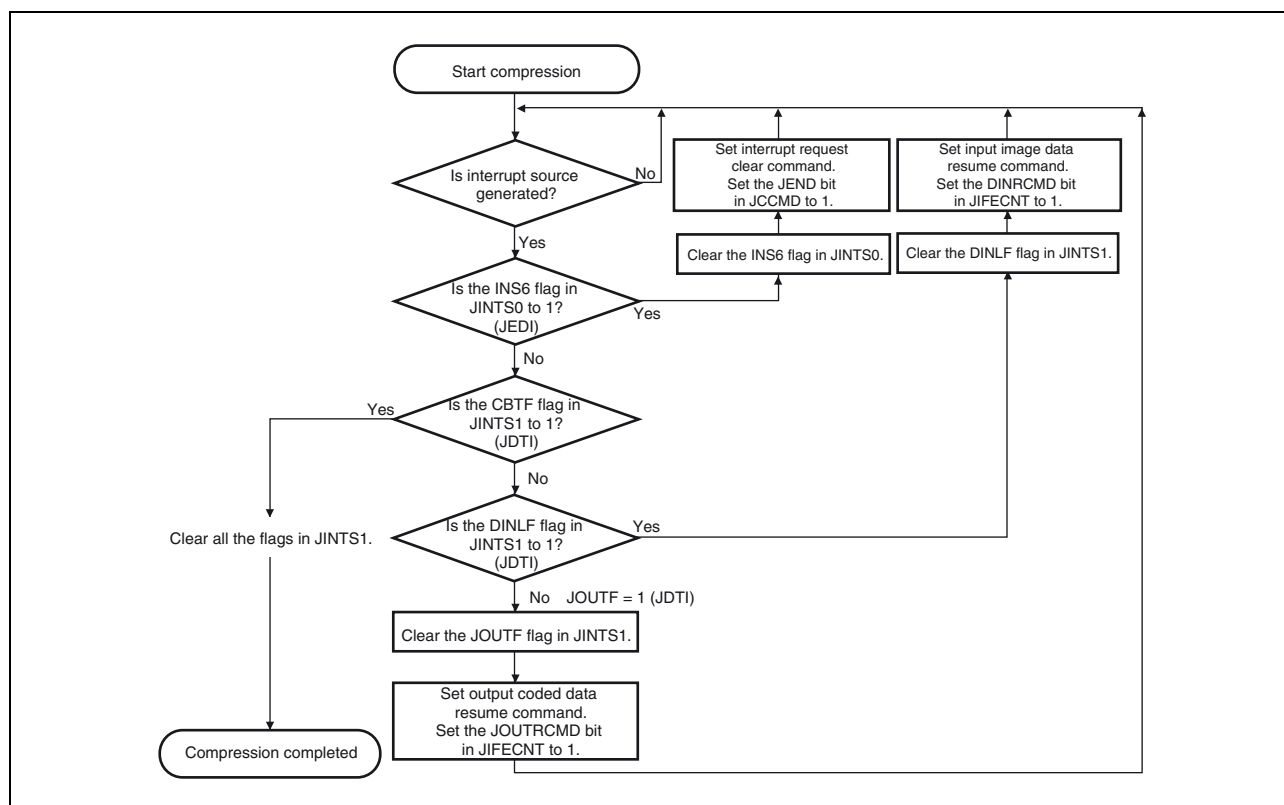 Start compression
Is interrupt source
generated?
No
Set interrupt request
clear command.
Set the JEND bit
in JCCMD to 1.
Set input image data
resume command.
Set the DINRCMD bit
in JIFECNT to 1.
Yes
Clear the INS6 flag in JINTS0.
Clear the DINLF flag in JINTS1.
Is the INS6 flag in
JINTS0 to 1?
(JEDI)
Yes
No
Is the CBTF flag in
JINTS1 to 1?
(JDTI)
Yes
No
Clear all the flags in JINTS1.
Is the DINLF flag in
JINTS1 to 1?
(JDTI)
Yes
No JOUTF = 1 (JDTI)
Clear the JOUTF flag in JINTS1.
Set output coded data
resume command.
Set the JOUTRCMD bit
in JIFECNT to 1.
Compression completed